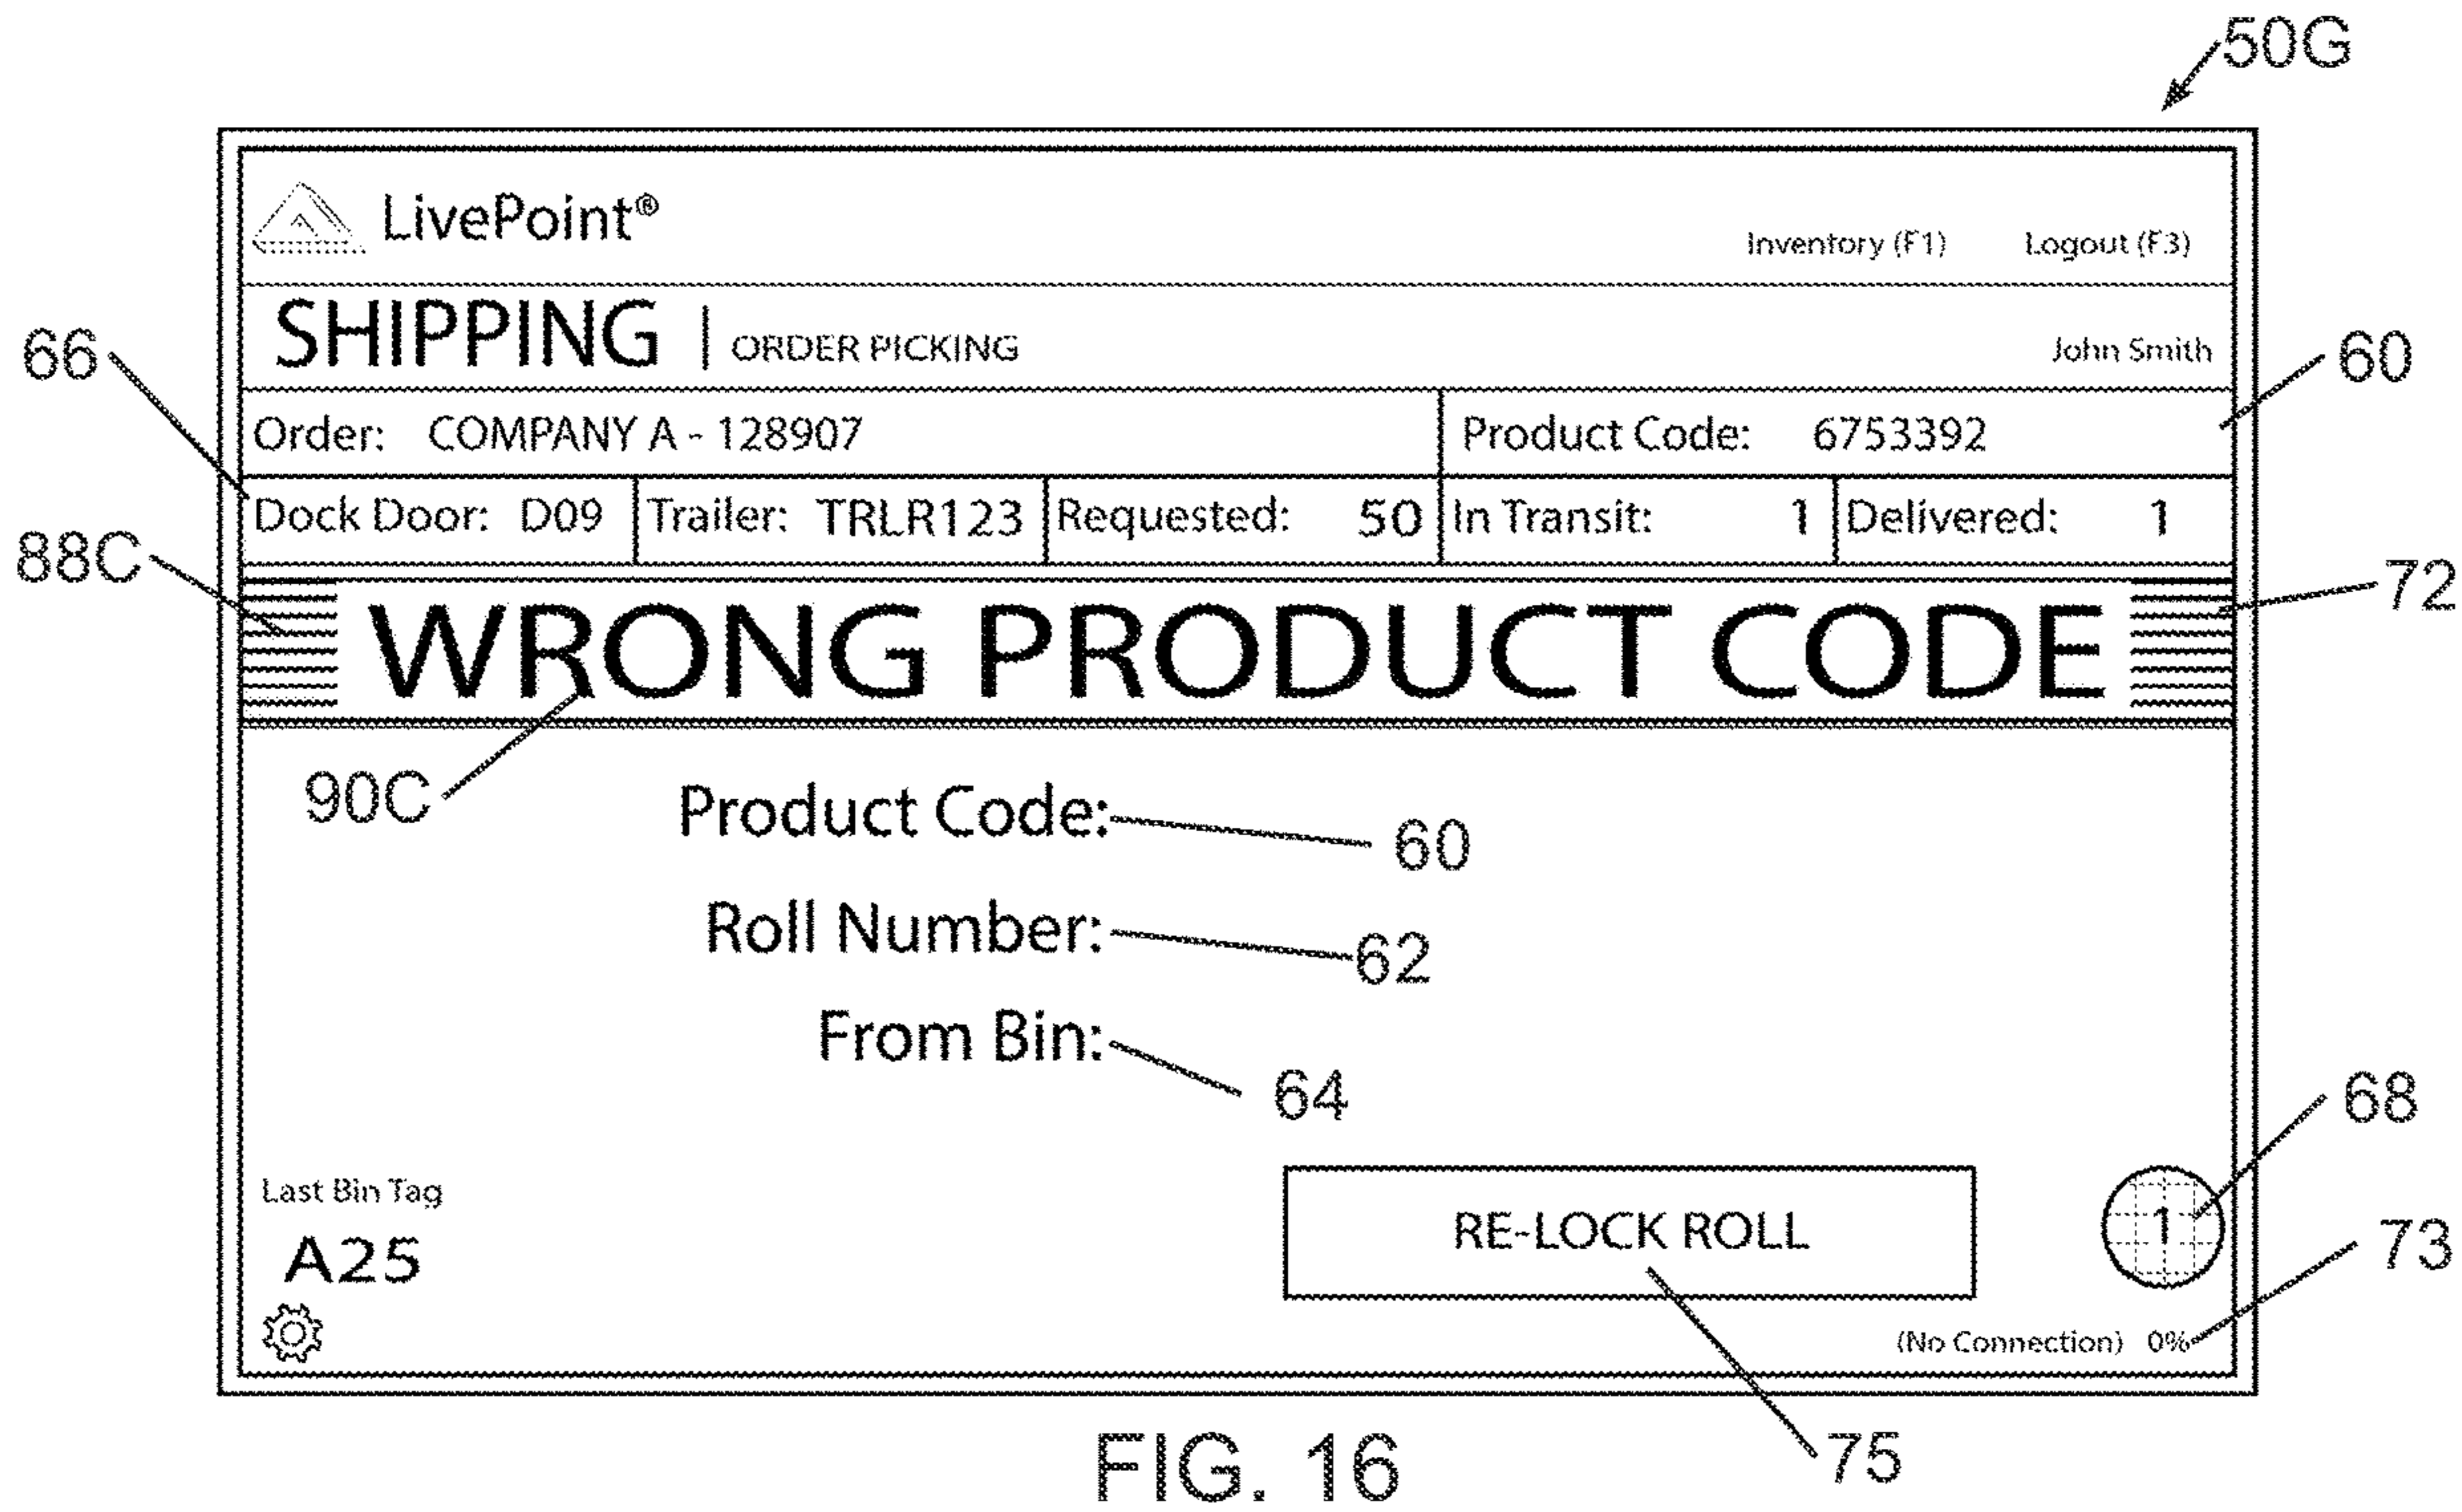 50G
LivePoint®
Inventory (F1) Logout (F3)
SHIPPING | ORDER PICKING John Smith
66 60
Order: COMPANY A - 128907 Product Code: 6753392
Dock Door: D09 Trailer: TRLR123 Requested: 50 In Transit: 1 Delivered: 1
88C 72
WRONG PRODUCT CODE
90C
Product Code: 60
Roll Number: 62
From Bin: 64
68
Last Bin Tag
A25
RE-LOCK ROLL 1
73
(No Connection) 0%
75
FIG. 16